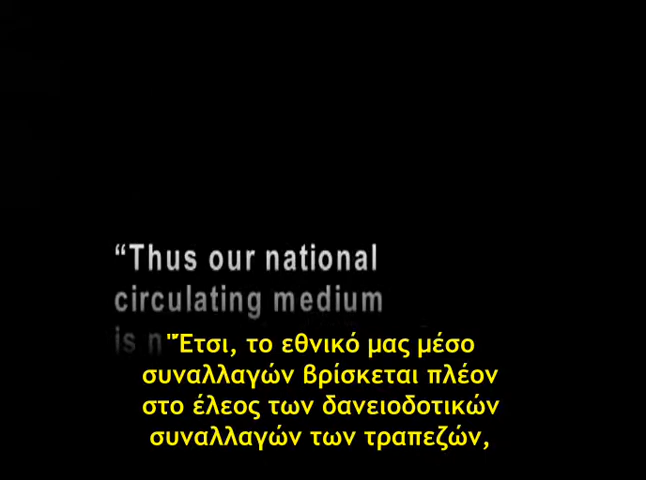 “Thus our national
circulating medium
is n
"Έτσι, το εθνικό μας μέσο
συναλλαγών βρίσκεται πλέον
στο έλεος των δανειοδοτικών
συναλλαγών των τραπεζών,